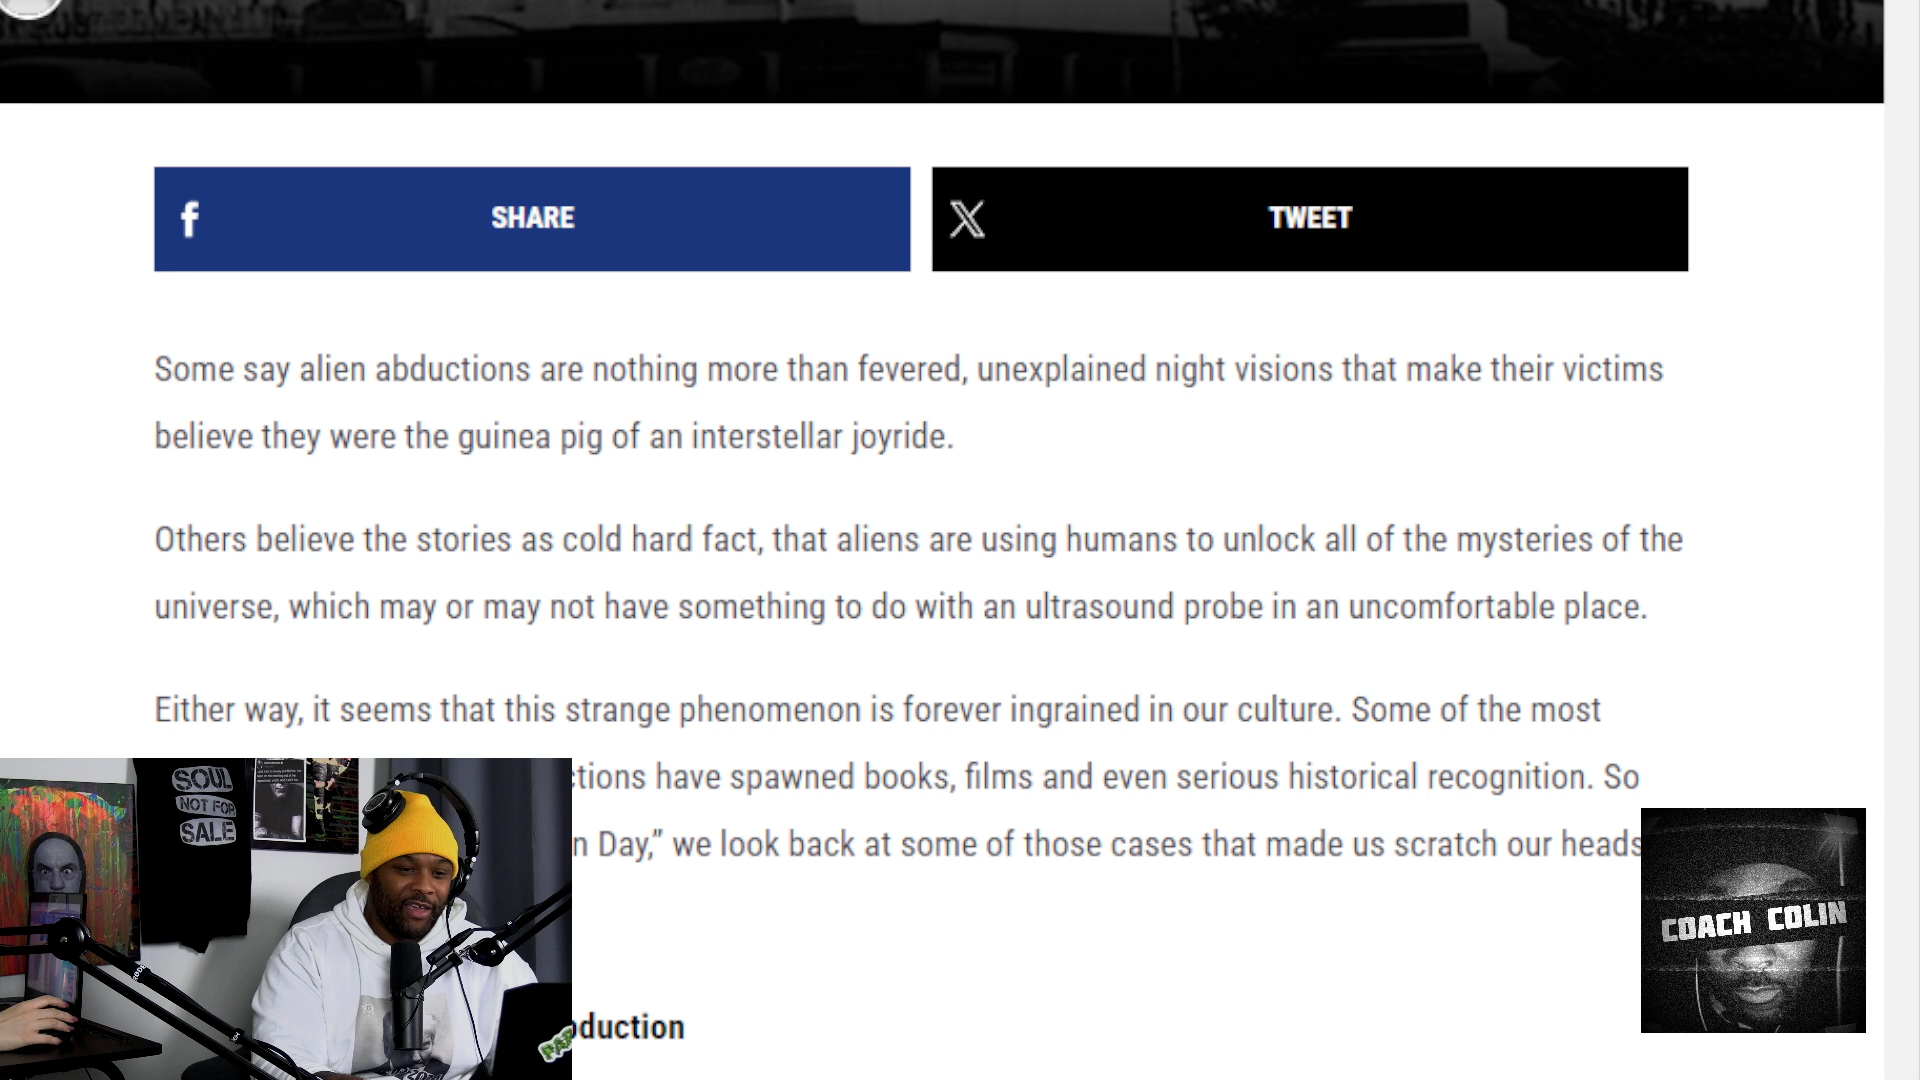 SHARE
TWEET
Some say alien abductions are nothing more than fevered, unexplained night visions that make their victims
believe they were the guinea pig of an interstellar joyride.
Others believe the stories as cold hard fact, that aliens are using humans to unlock all of the mysteries of the
universe, which may or may not have something to do with an ultrasound probe in an uncomfortable place.
Either way, it seems that this strange phenomenon is forever ingrained in our culture. Some of the most
ctions have spawned books, films and even serious historical recognition. So
n Day,” we look back at some of those cases that made us scratch our heads
SOUL
NOT FOR
SALE
COACH COLIN
duction